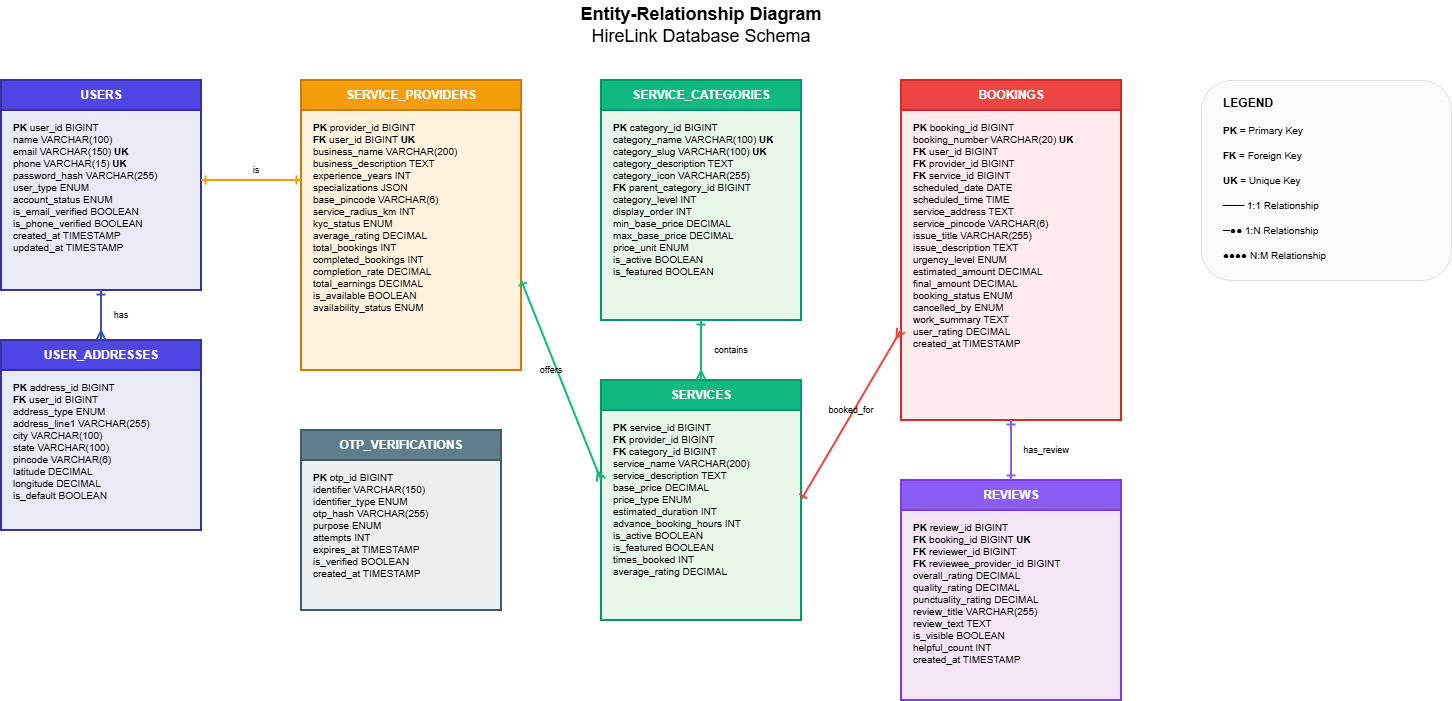 Entity-Relationship Diagram
HireLink Database Schema
USERS
PK user_id BIGINT
name VARCHAR(100)
email VARCHAR(150) UK
phone VARCHAR(15) UK
password_hash VARCHAR(255)
user_type ENUM
account_status ENUM
is_email_verified BOOLEAN
is_phone_verified BOOLEAN
created_at TIMESTAMP
updated_at TIMESTAMP
is
has
USER_ADDRESSES
PK address_id BIGINT
FK user_id BIGINT
address_type ENUM
address_line1 VARCHAR(255)
city VARCHAR(100)
state VARCHAR(100)
pincode VARCHAR(6)
latitude DECIMAL
longitude DECIMAL
is_default BOOLEAN
SERVICE_PROVIDERS
PK provider_id BIGINT
FK user_id BIGINT UK
business_name VARCHAR(200)
business_description TEXT
experience_years INT
specializations JSON
base_pincode VARCHAR(6)
service_radius_km INT
kyc_status ENUM
average_rating DECIMAL
total_bookings INT
completed_bookings INT
completion_rate DECIMAL
total_earnings DECIMAL
is_available BOOLEAN
availability_status ENUM
offers
OTP_VERIFICATIONS
PK otp_id BIGINT
identifier VARCHAR(150)
identifier_type ENUM
otp_hash VARCHAR(255)
purpose ENUM
attempts INT
expires_at TIMESTAMP
is_verified BOOLEAN
created_at TIMESTAMP
SERVICE_CATEGORIES
PK category_id BIGINT
category_name VARCHAR(100) UK
category_slug VARCHAR(100) UK
category_description TEXT
category_icon VARCHAR(255)
FK parent_category_id BIGINT
category_level INT
display_order INT
min_base_price DECIMAL
max_base_price DECIMAL
price_unit ENUM
is_active BOOLEAN
is_featured BOOLEAN
contains
SERVICES
PK service_id BIGINT
FK provider_id BIGINT
FK category_id BIGINT
service_name VARCHAR(200)
service_description TEXT
base_price DECIMAL
price_type ENUM
estimated_duration INT
advance_booking_hours INT
is_active BOOLEAN
is_featured BOOLEAN
times_booked INT
average_rating DECIMAL
booked_for
BOOKINGS
PK booking_id BIGINT
booking_number VARCHAR(20) UK
FK user_id BIGINT
FK provider_id BIGINT
FK service_id BIGINT
scheduled_date DATE
scheduled_time TIME
service_address TEXT
service_pincode VARCHAR(6)
issue_title VARCHAR(255)
issue_description TEXT
urgency_level ENUM
estimated_amount DECIMAL
final_amount DECIMAL
booking_status ENUM
cancelled_by ENUM
work_summary TEXT
user_rating DECIMAL
created_at TIMESTAMP
has_review
REVIEWS
PK review_id BIGINT
FK booking_id BIGINT UK
FK reviewer_id BIGINT
FK reviewee_provider_id BIGINT
overall_rating DECIMAL
quality_rating DECIMAL
punctuality_rating DECIMAL
review_title VARCHAR(255)
review_text TEXT
is_visible BOOLEAN
helpful_count INT
created_at TIMESTAMP
LEGEND
PK = Primary Key
FK = Foreign Key
UK = Unique Key
─── 1:1 Relationship
─●● 1:N Relationship
●●●● N:M Relationship